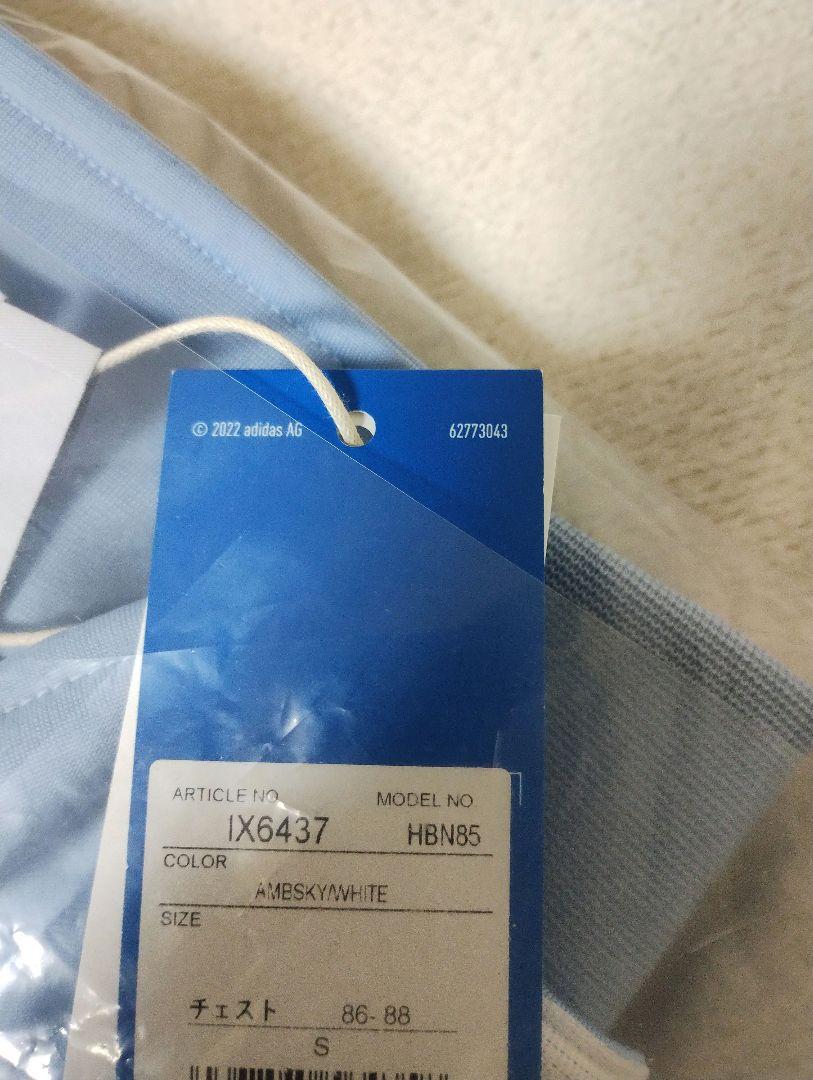 © 2022 adidas AG 62773043
ARTICLE NO MODEL NO
IX6437 HBN85
COLOR
AMBSKY/WHITE
SIZE
チェスト 86-88
S